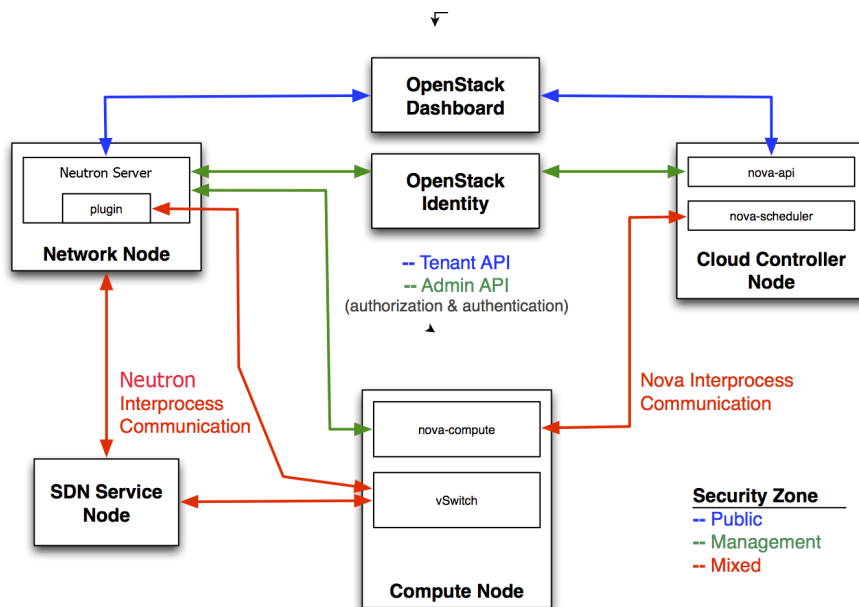 OpenStack
Dashboard
Neutron Server
plugin
Network Node
OpenStack
Identity
nova-api
nova-scheduler
Cloud Controller
Node
-- Tenant API
-- Admin API
(authorization & authentication)
Neutron
Interprocess
Communication
Nova Interprocess
Communication
nova-compute
vSwitch
Compute Node
SDN Service
Node
Security Zone
-- Public
-- Management
-- Mixed